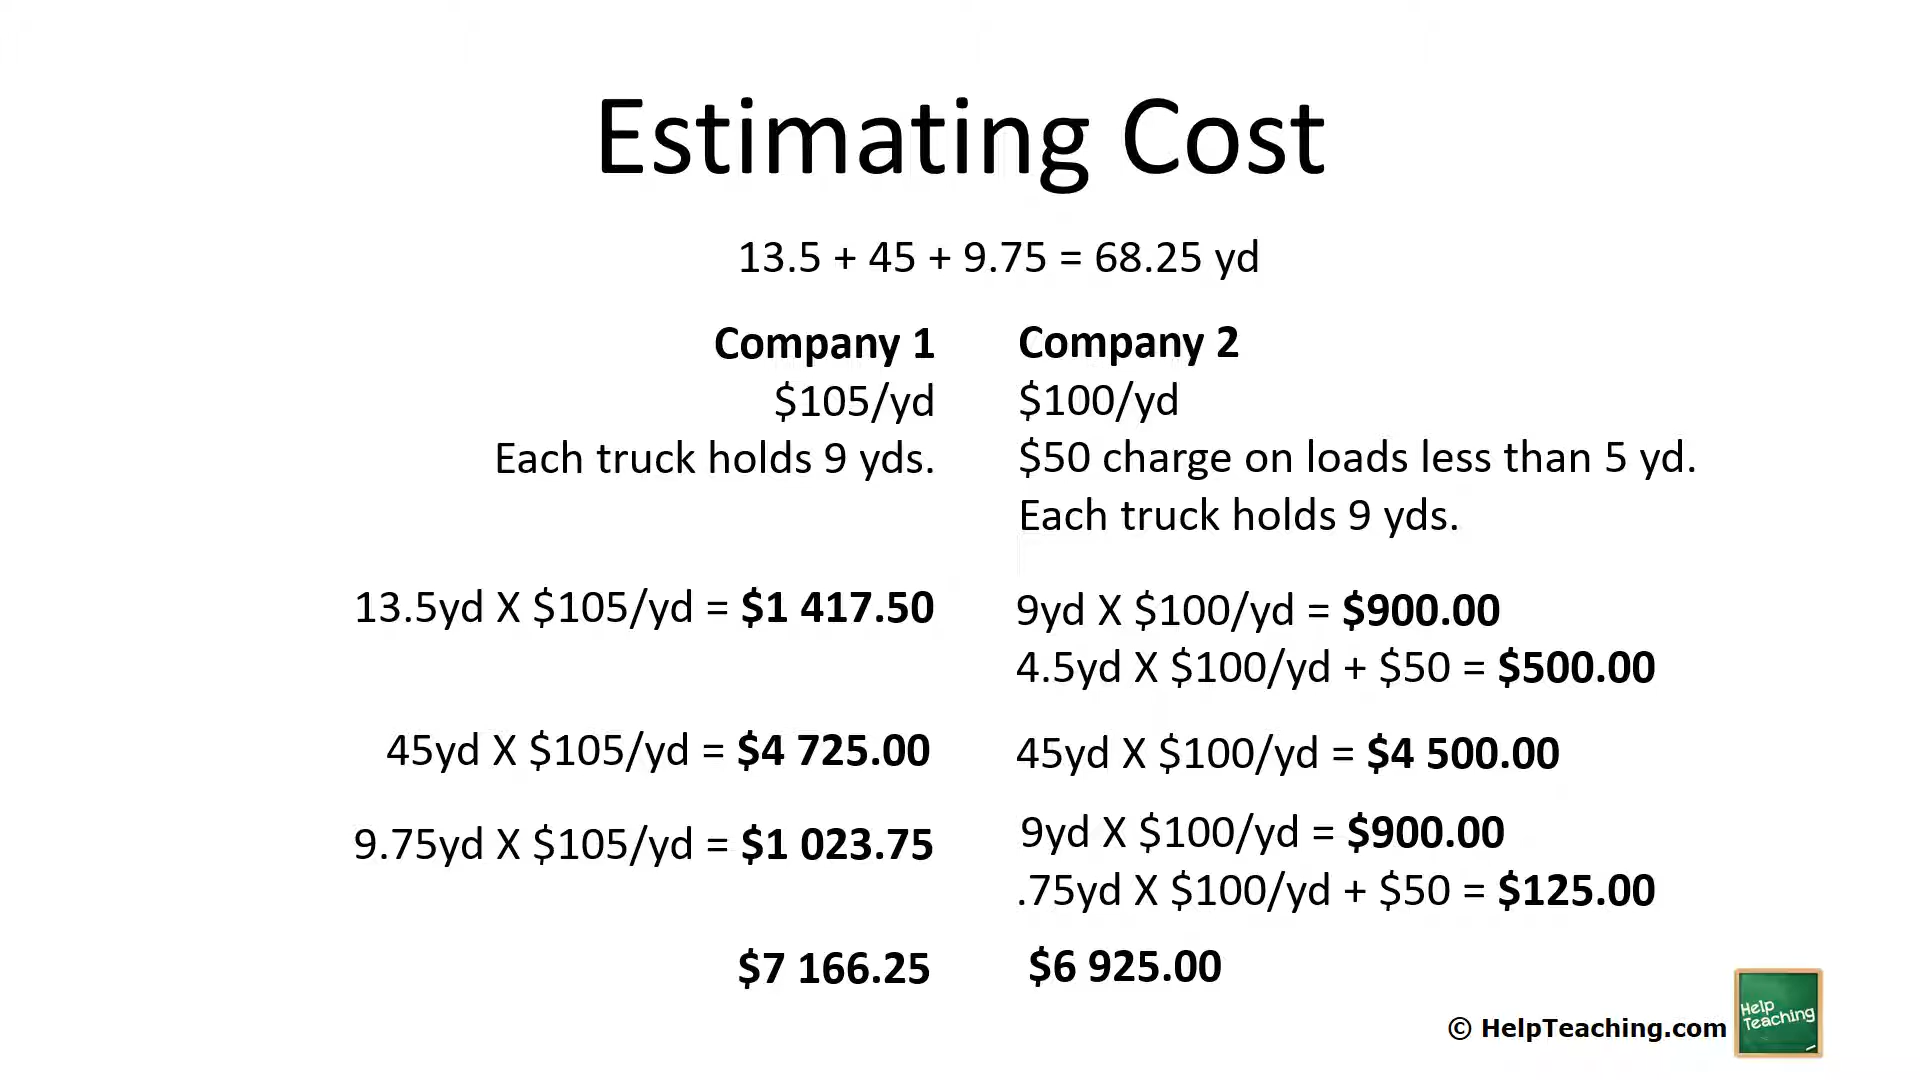 Estimating Cost
13.5 + 45 + 9.75 = 68.25 yd
Company 1
$105/yd
Each truck holds 9 yds.
13.5yd X $105/yd = $1 417.50
45yd X $105/yd = $4 725.00
9.75yd X $105/yd = $1 023.75
$7 166.25
Company 2
$100/yd
$50 charge on loads less than 5 yd.
Each truck holds 9 yds.
9yd X $100/yd = $900.00
4.5yd X $100/yd + $50 = $500.00
45yd X $100/yd = $4 500.00
9yd X $100/yd = $900.00
.75yd X $100/yd + $50 = $125.00
$6 925.00
© HelpTeaching.com
Help
Teaching